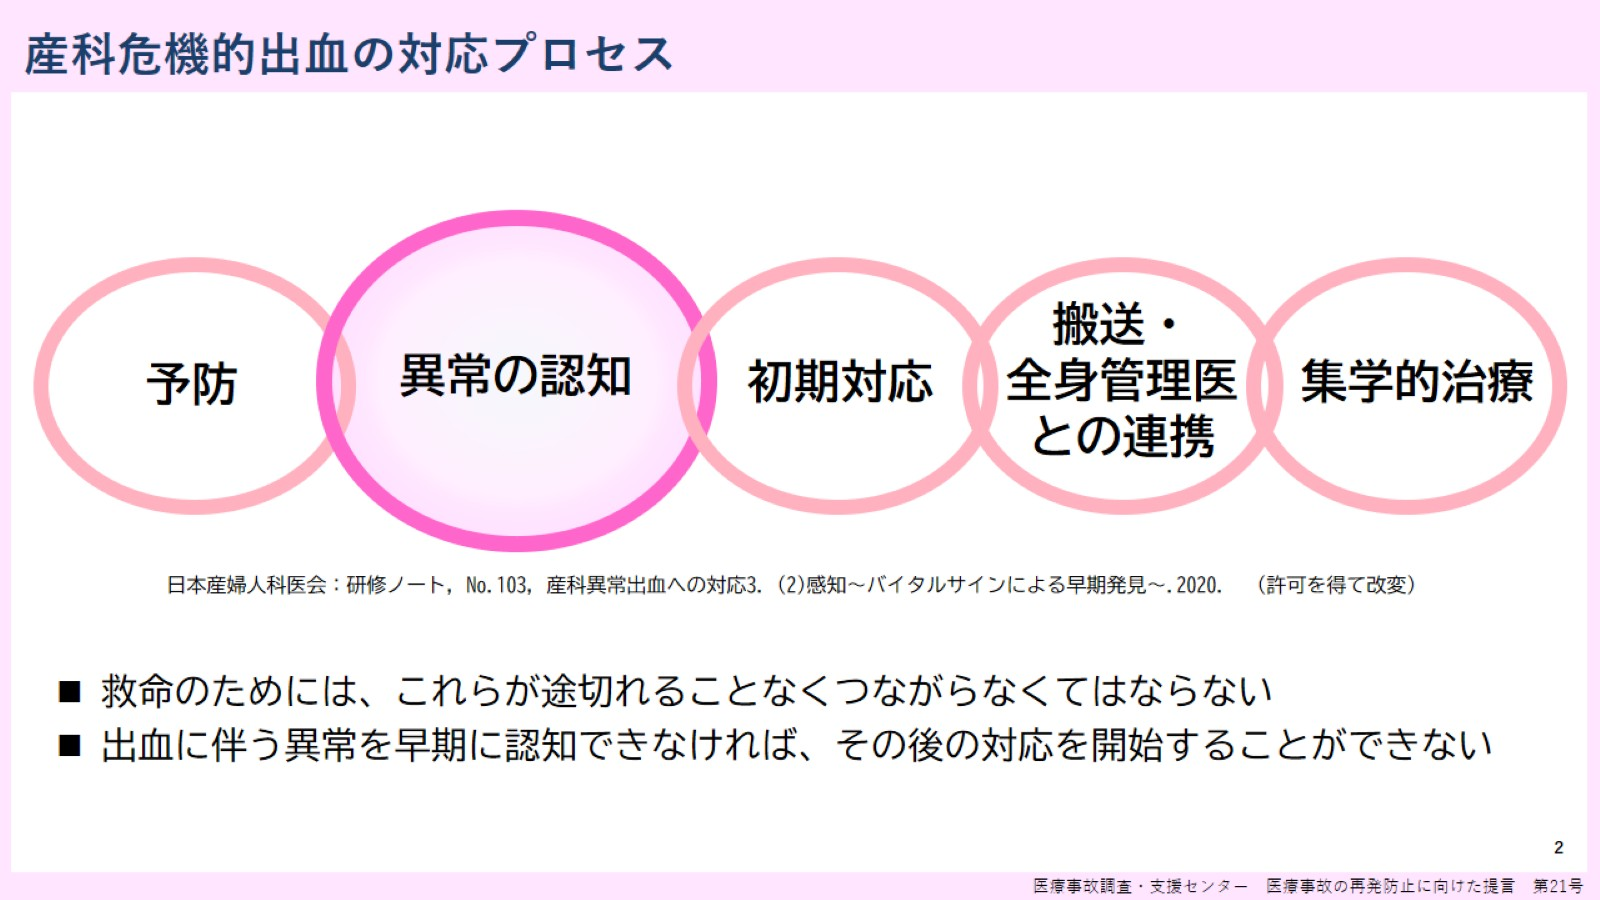 産科危機的出血の対応プロセス
予防
異常の認知
初期対応
搬送・
全身管理医
との連携
集学的治療
日本産婦人科医会：研修ノート, No.103, 産科異常出血への対応3. (2)感知～バイタルサインによる早期発見～.2020.　（許可を得て改変）
■ 救命のためには、これらが途切れることなくつながらなくてはならない
■ 出血に伴う異常を早期に認知できなければ、その後の対応を開始することができない
2
医療事故調査・支援センター　医療事故の再発防止に向けた提言　第21号